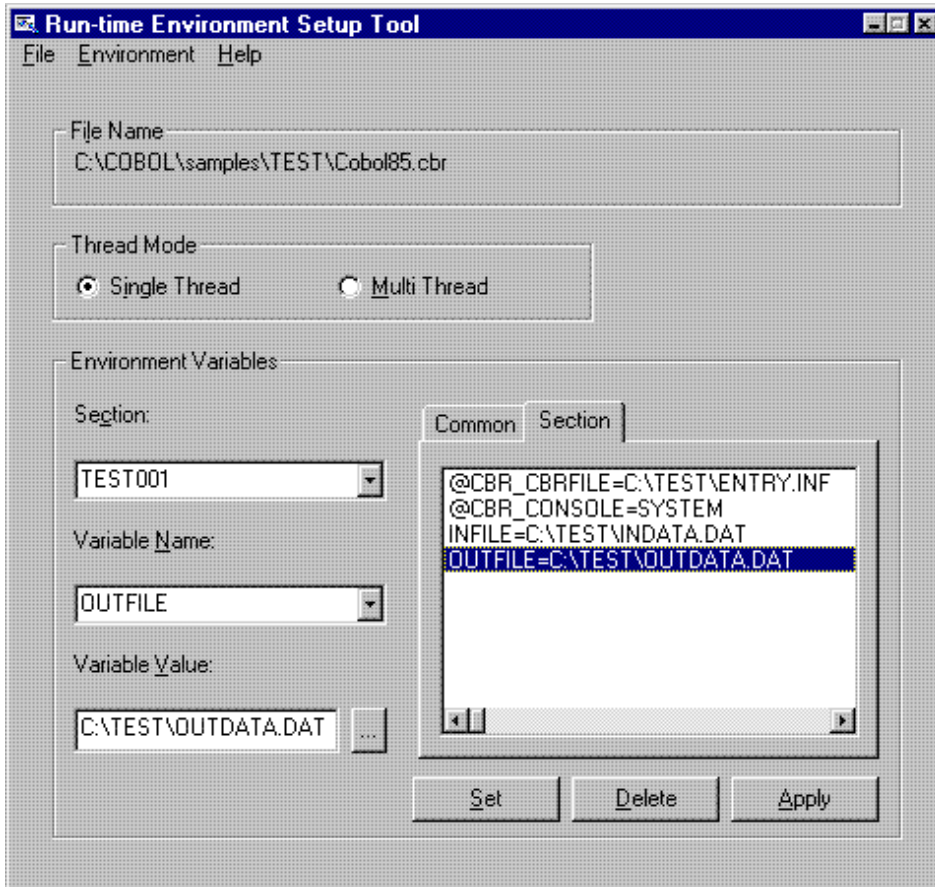 Run-time Environment Setup Tool
File Environment Help
File Name
C:\COBOL\samples\TEST\Cobol85.cbr
Thread Mode
Single Thread Multi Thread
Environment Variables
Section:
TEST001
Variable Name:
OUTFILE
Variable Value:
C:\TEST\OUTDATA.DAT ...
Common Section
@CBR_CBRFILE=C:\TEST\ENTRY.INF
@CBR_CONSOLE=SYSTEM
INFILE=C:\TEST\INDATA.DAT
OUTFILE=C:\TEST\OUTDATA.DAT
Set Delete Apply